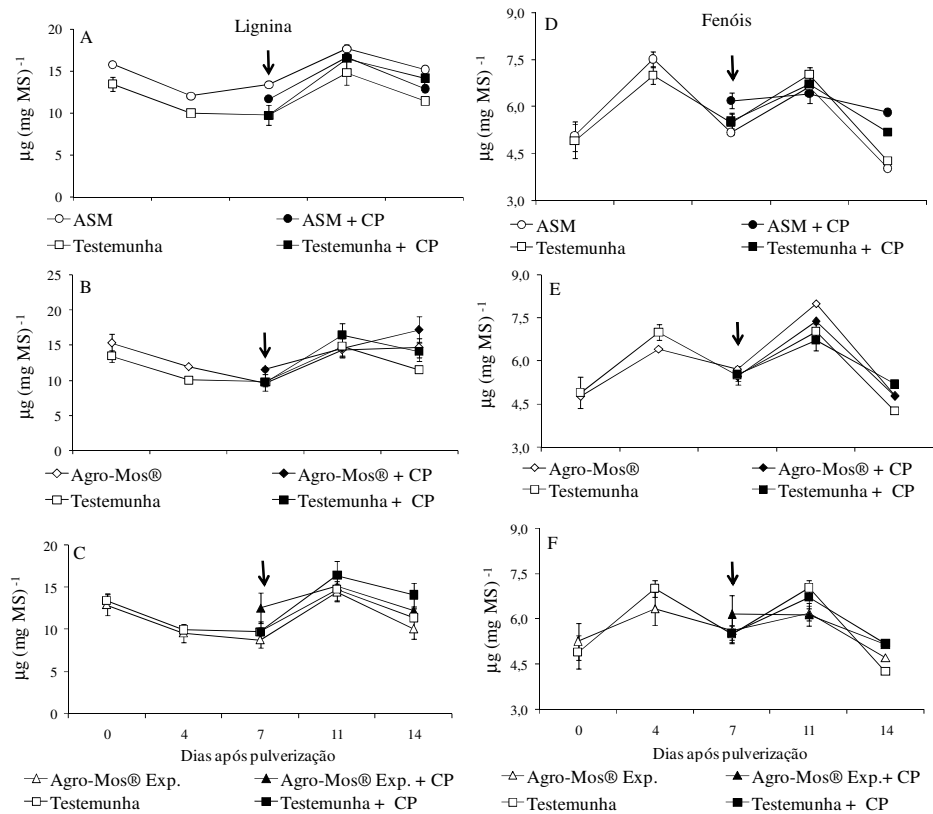 Lignina
A
20
15
10
5
0
µg (mg MS) -1
ASM
ASM + CP
Testemunha
Testemunha + CP
B
25
20
15
10
5
0
µg (mg MS) -1
Agro-Mos®
Agro-Mos® + CP
Testemunha
Testemunha + CP
C
20
15
10
5
0
µg (mg MS) -1
0 4 7 11 14
Dias após pulverização
Agro-Mos® Exp.
Agro-Mos® Exp. + CP
Testemunha
Testemunha + CP
Fenóis
D
9,0
7,5
6,0
4,5
3,0
µg (mg MS) -1
ASM
ASM + CP
Testemunha
Testemunha + CP
E
9,0
7,5
6,0
4,5
3,0
µg (mg MS) -1
Agro-Mos®
Agro-Mos® + CP
Testemunha
Testemunha + CP
F
9,0
7,5
6,0
4,5
3,0
µg (mg MS) -1
0 4 7 11 14
Dias após pulverização
Agro-Mos® Exp.
Agro-Mos® Exp.+ CP
Testemunha
Testemunha + CP